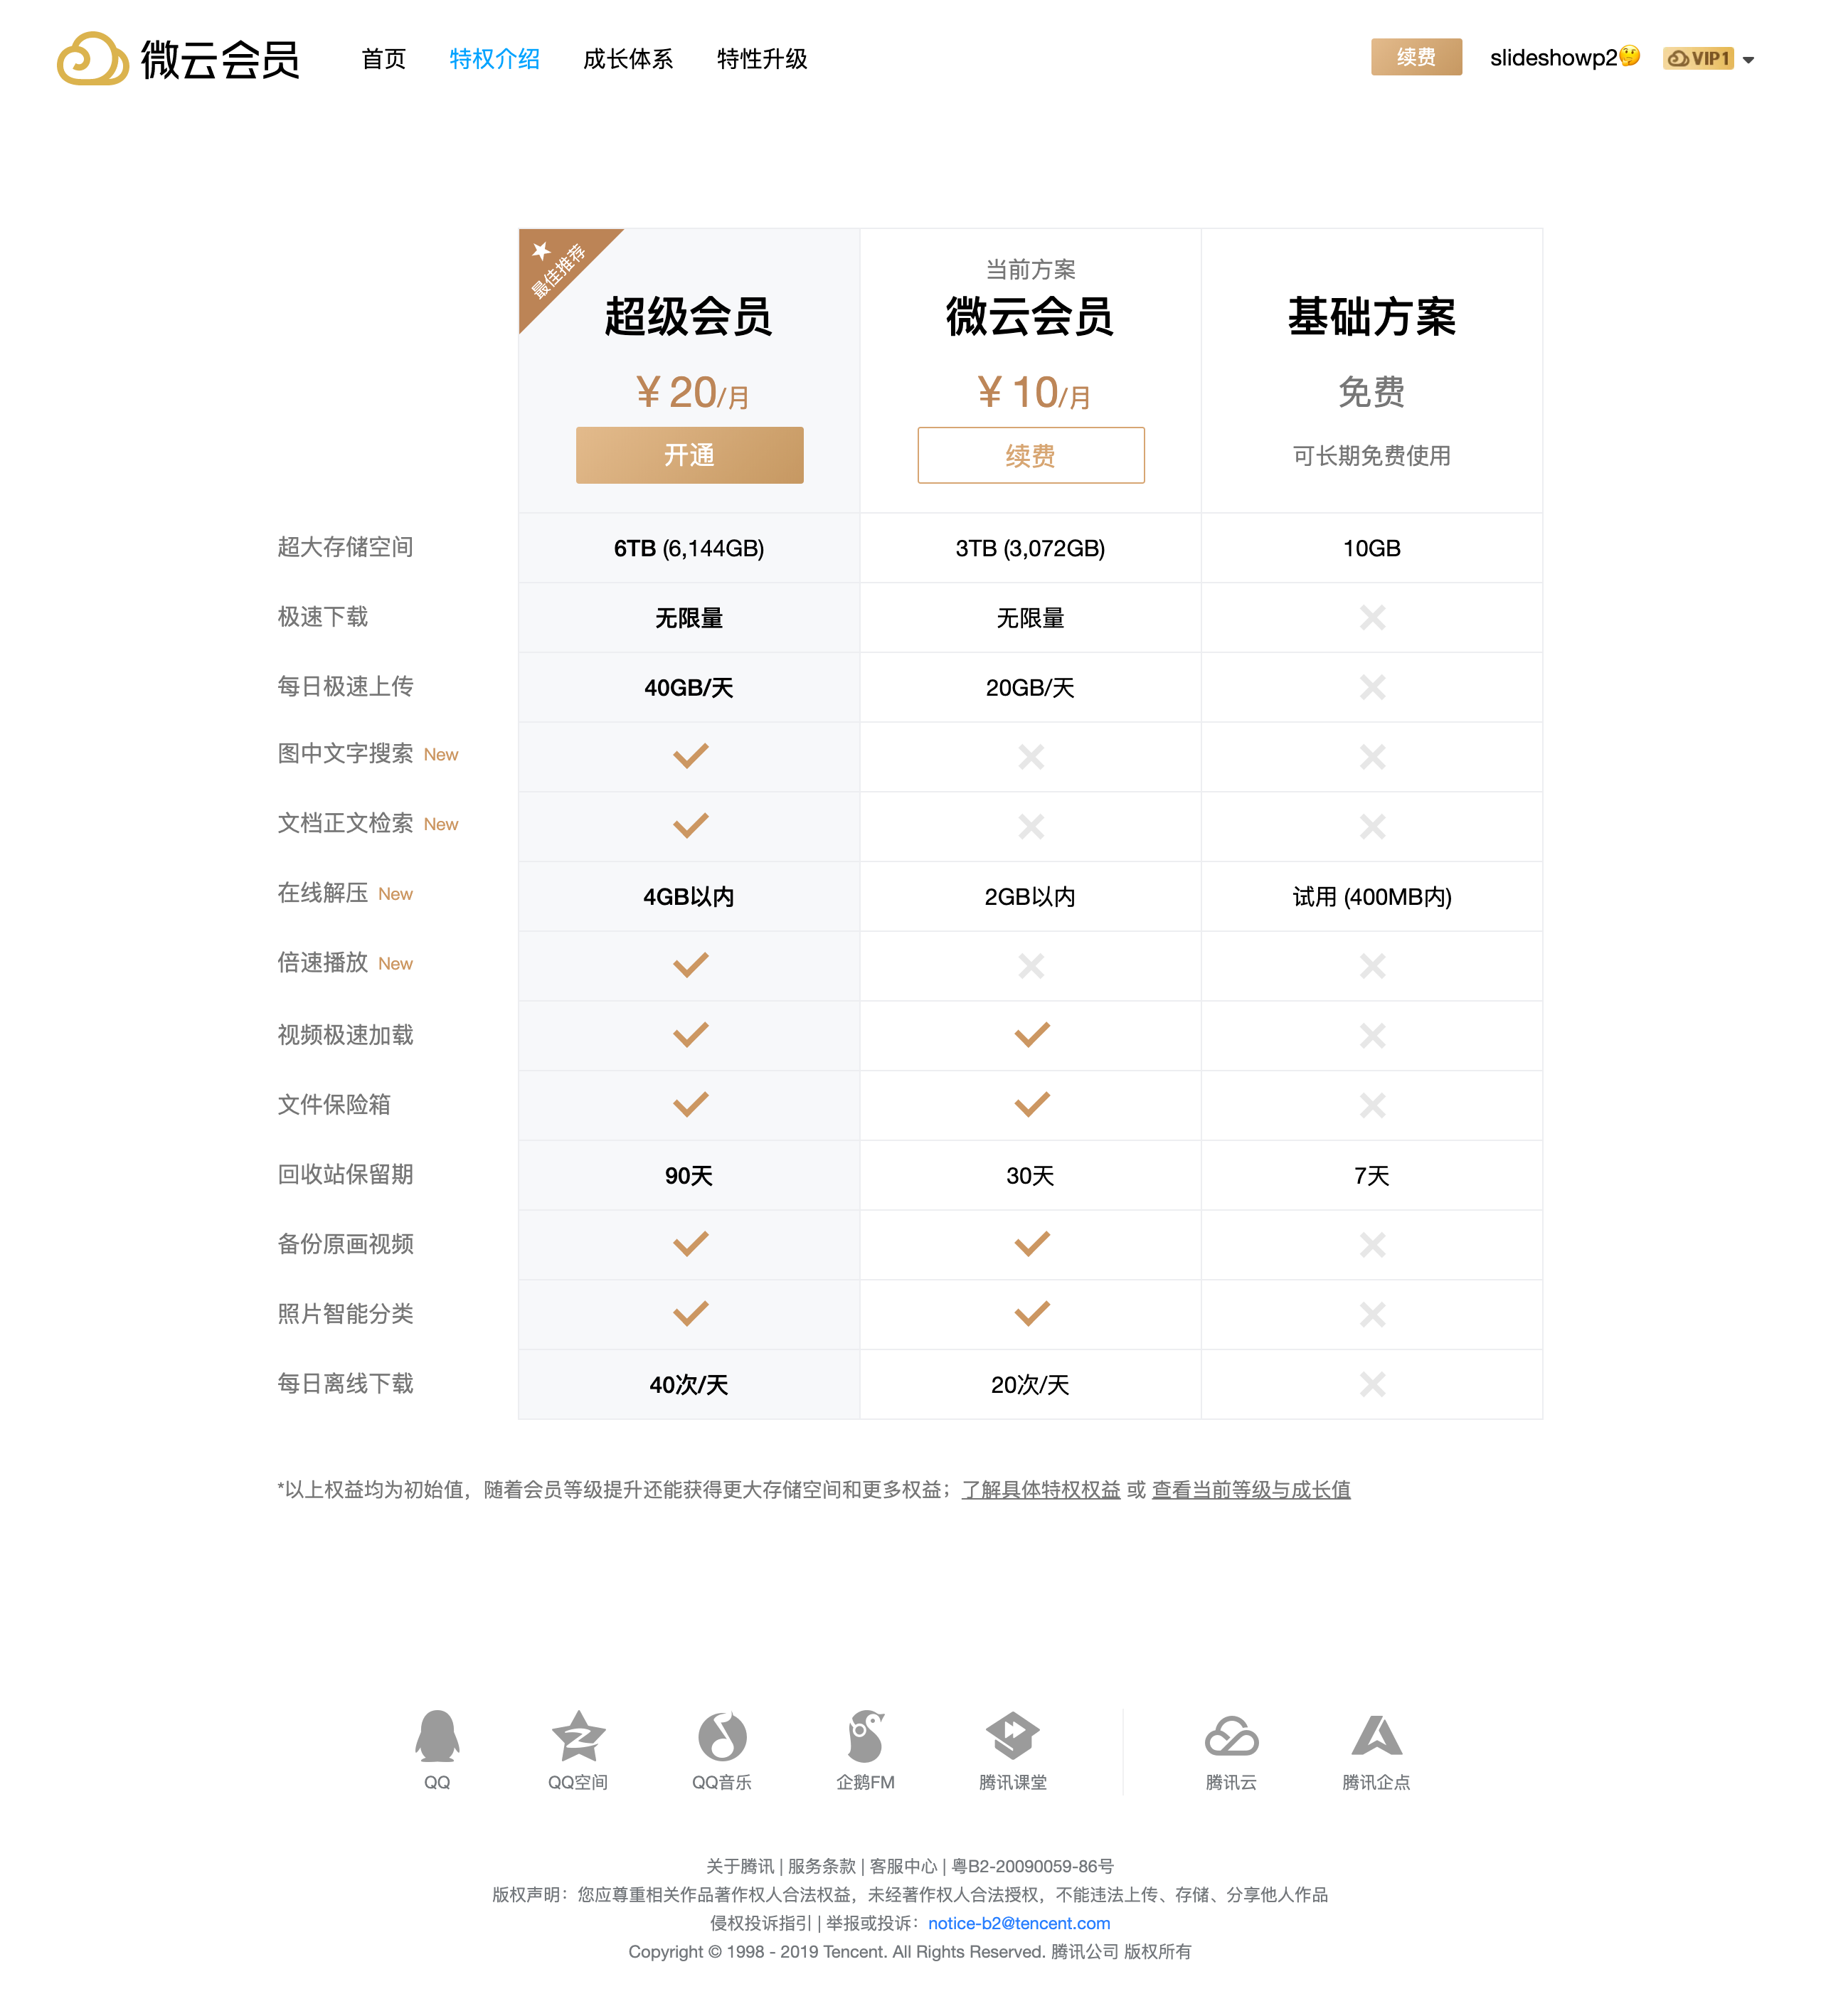 微云会员 首页 特权介绍 成长体系 特性升级 续费 slideshowp2🤔 VIP1
最佳推荐
当前方案
超级会员 微云会员 基础方案
¥20/月 ¥10/月 免费
开通 续费 可长期免费使用
超大存储空间 6TB (6,144GB) 3TB (3,072GB) 10GB
极速下载 无限量 无限量
每日极速上传 40GB/天 20GB/天
图中文字搜索 New
文档正文检索 New
在线解压 New 4GB以内 2GB以内 试用 (400MB内)
倍速播放 New
视频极速加载
文件保险箱
回收站保留期 90天 30天 7天
备份原画视频
照片智能分类
每日离线下载 40次/天 20次/天
*以上权益均为初始值，随着会员等级提升还能获得更大存储空间和更多权益；了解具体特权权益 或 查看当前等级与成长值
QQ QQ空间 QQ音乐 企鹅FM 腾讯课堂 腾讯云 腾讯企点
关于腾讯 | 服务条款 | 客服中心 | 粤B2-20090059-86号
版权声明：您应尊重相关作品著作权人合法权益，未经著作权人合法授权，不能违法上传、存储、分享他人作品
侵权投诉指引 | 举报或投诉：notice-b2@tencent.com
Copyright © 1998 - 2019 Tencent. All Rights Reserved. 腾讯公司 版权所有